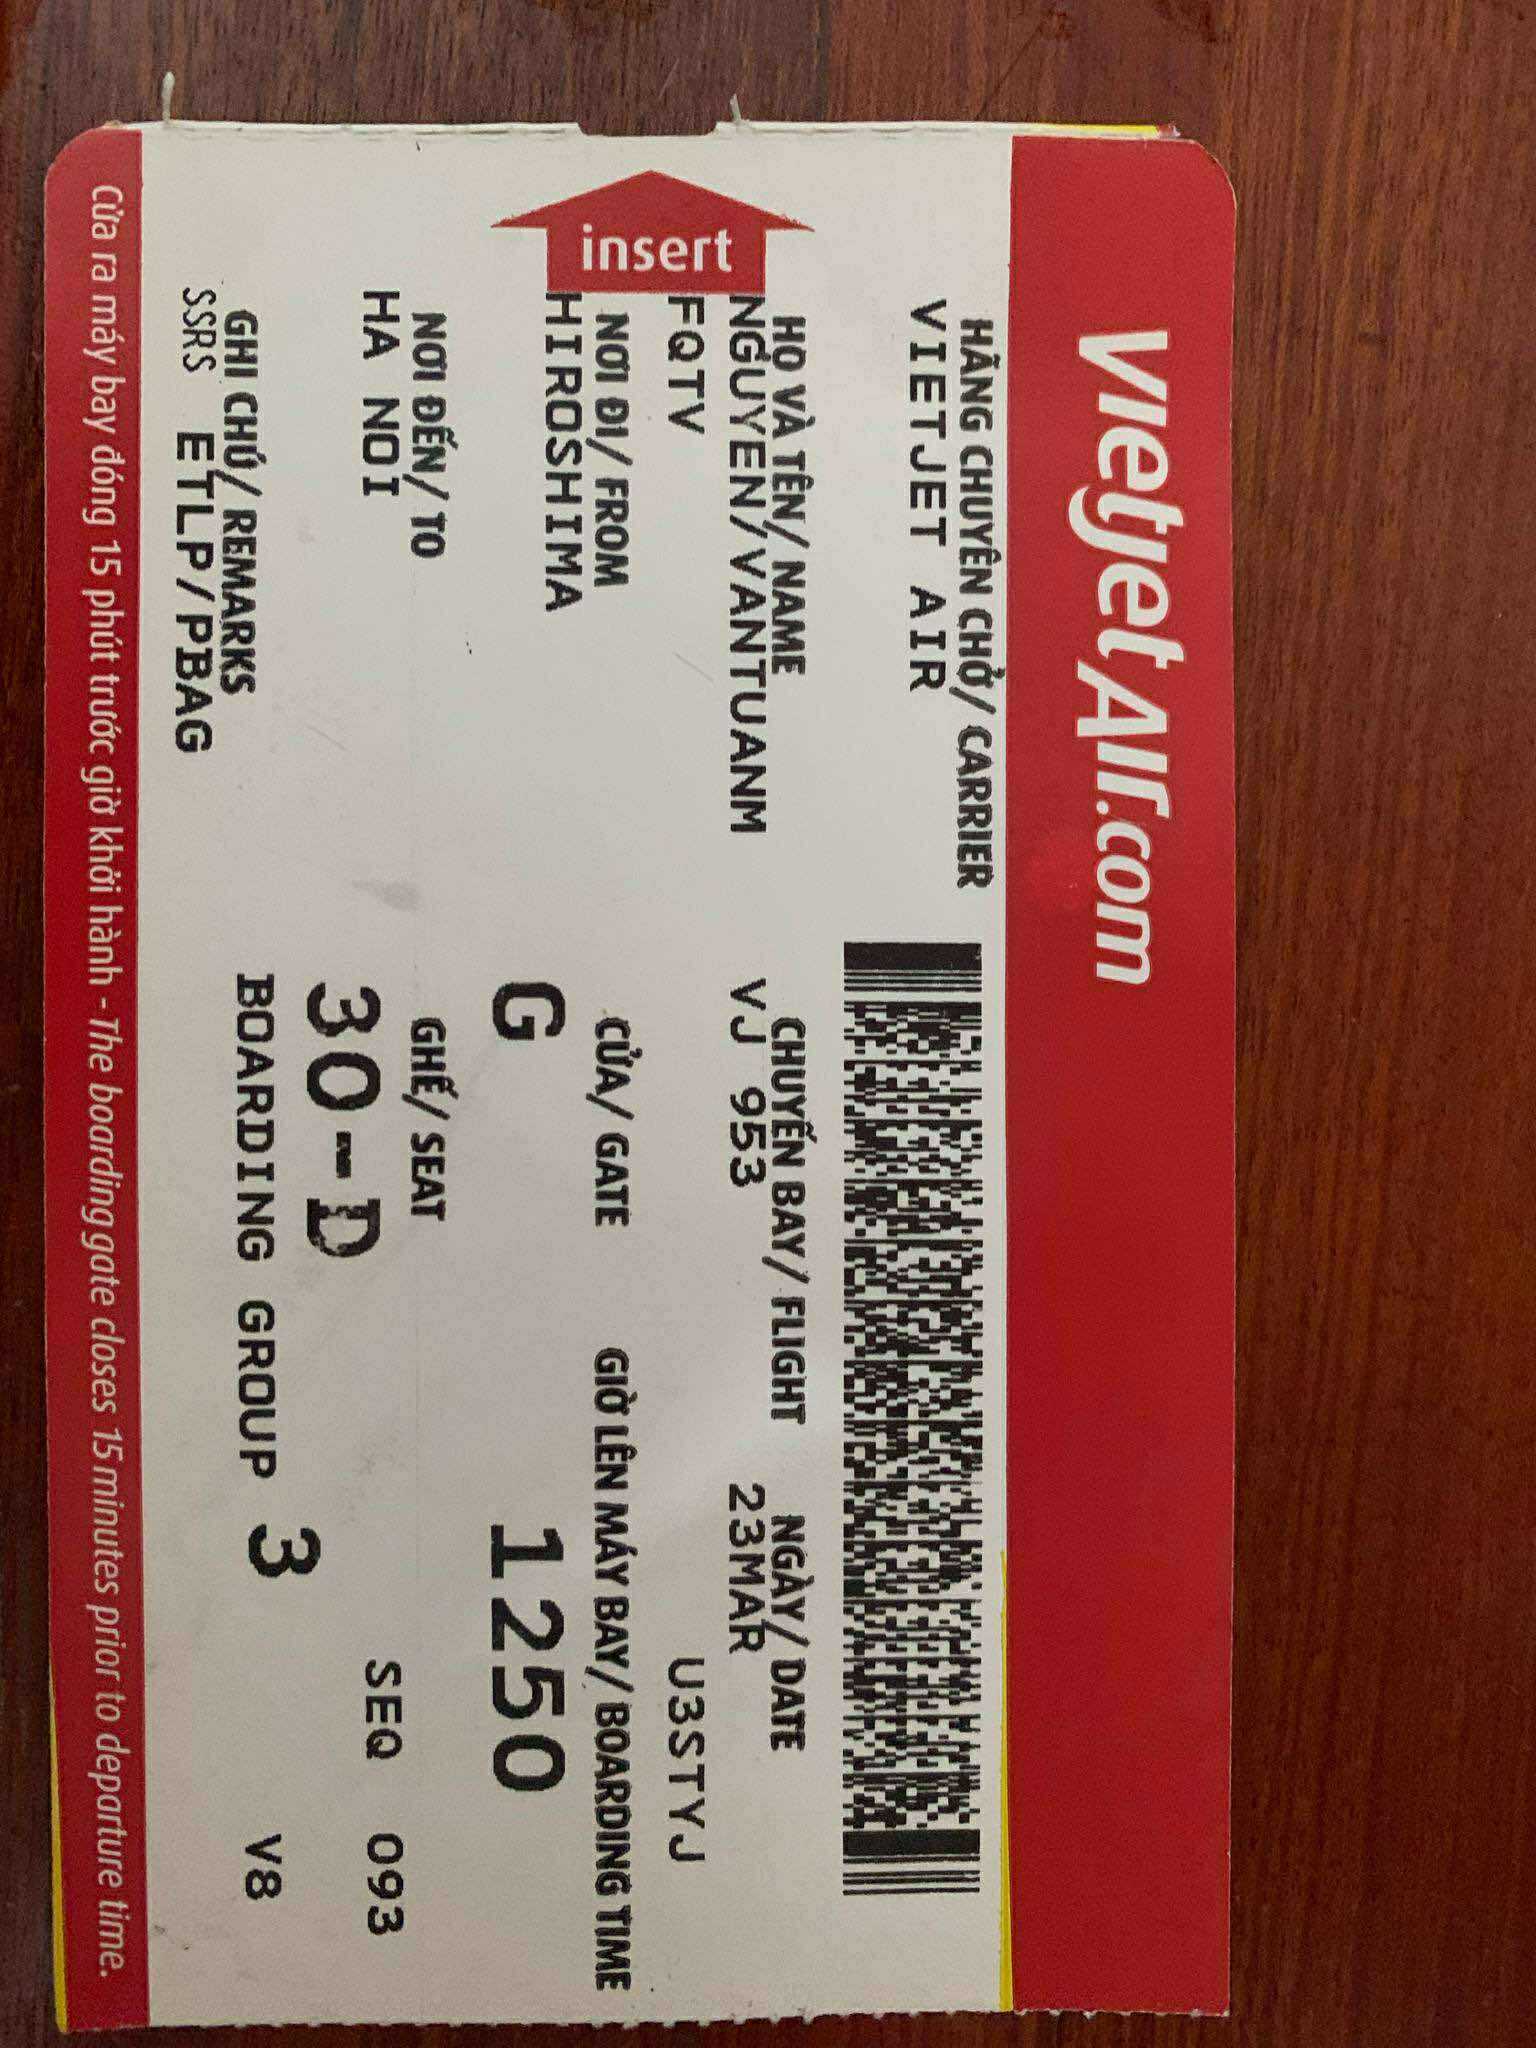 vietjetAir.com
HÃNG CHUYÊN CHỞ/ CARRIER
VIETJET AIR
HỌ VÀ TÊN/ NAME
NGUYEN/VANTUANM
CHUYẾN BAY/ FLIGHT
VJ 953
NGÀY/ DATE
23MAR
FQTV
U3STYJ
insert
NƠI ĐI/ FROM
HIROSHIMA
CỬA/ GATE
G
GIỜ LÊN MÁY BAY/ BOARDING TIME
1250
NƠI ĐẾN/ TO
HA NOI
GHẾ/ SEAT
30-D
SEQ 093
GHI CHÚ/ REMARKS
SSRS ETLP/PBAG
BOARDING GROUP 3
V8
Cửa ra máy bay đóng 15 phút trước giờ khởi hành - The boarding gate closes 15 minutes prior to departure time.